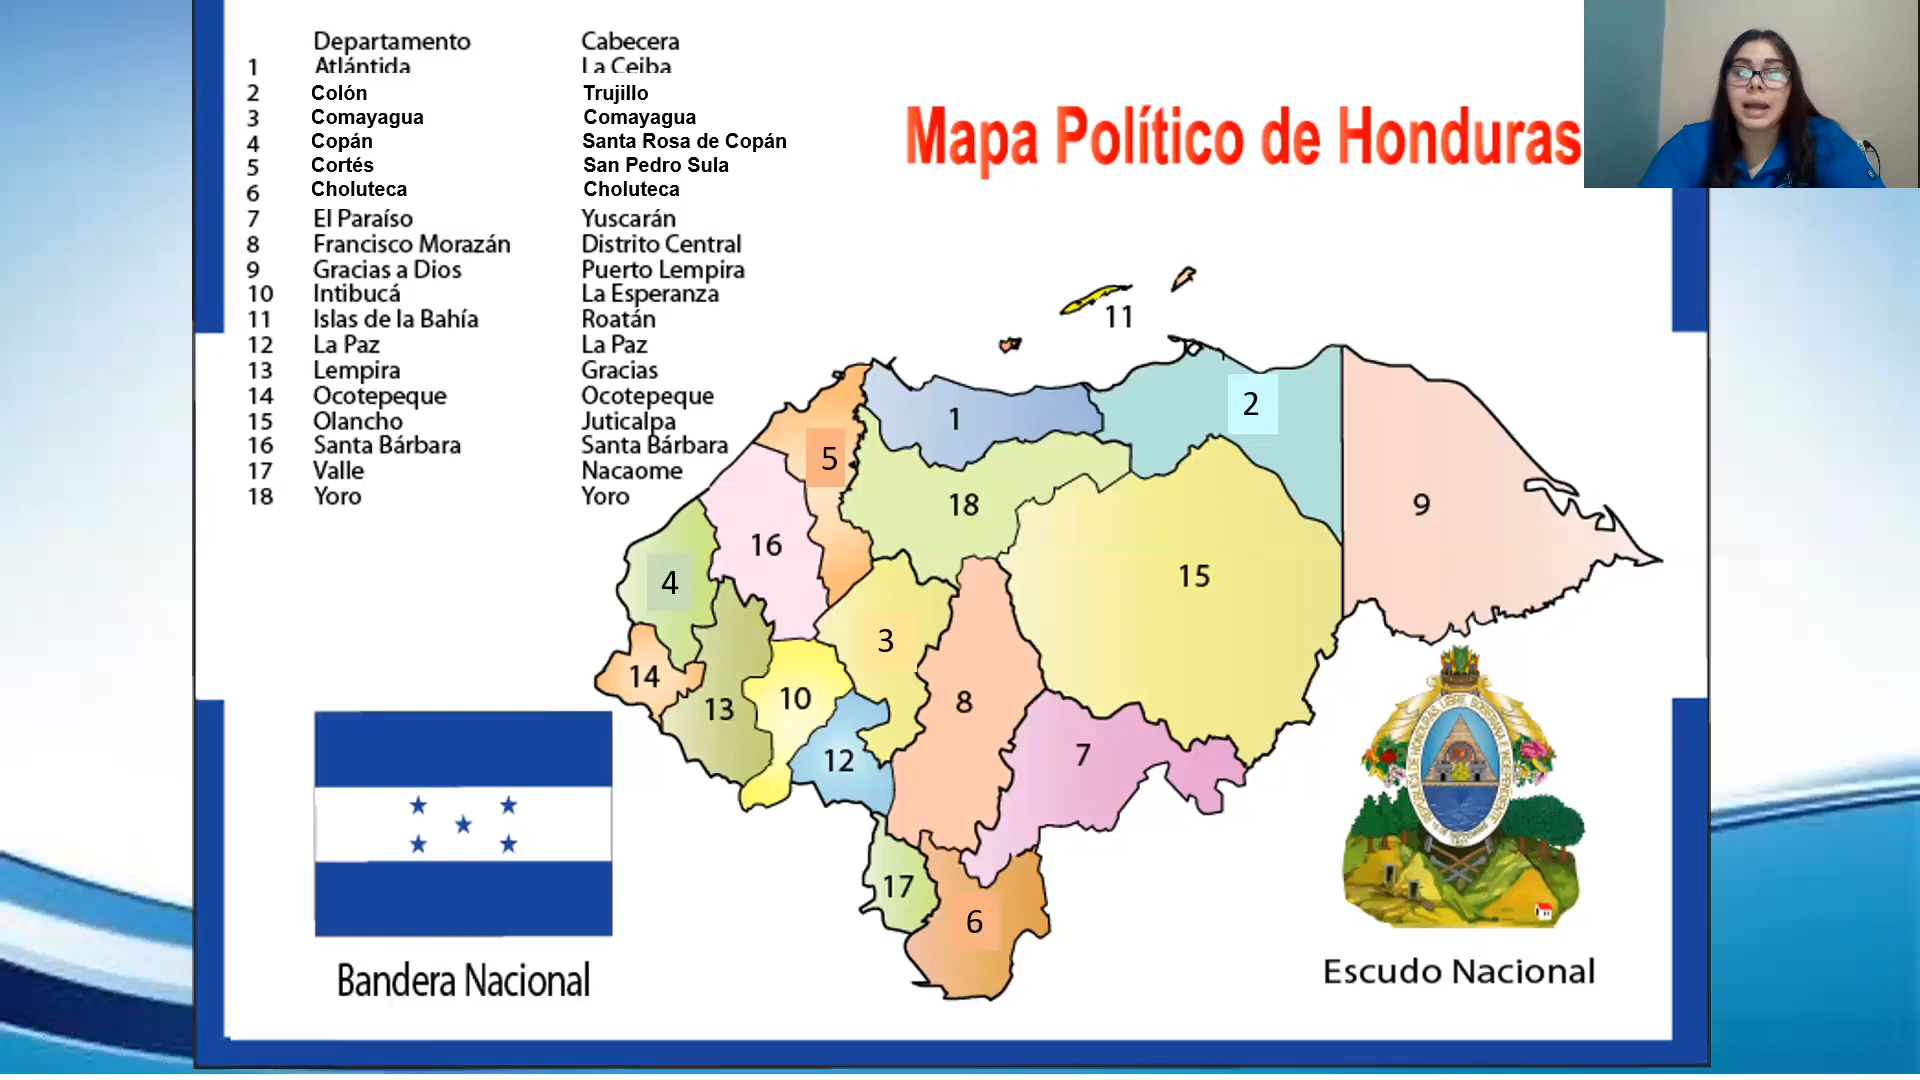 Departamento Cabecera
1 Atlántida La Ceiba
2 Colón Trujillo
3 Comayagua Comayagua
4 Copán Santa Rosa de Copán
5 Cortés San Pedro Sula
6 Choluteca Choluteca
7 El Paraíso Yuscarán
8 Francisco Morazán Distrito Central
9 Gracias a Dios Puerto Lempira
10 Intibucá La Esperanza
11 Islas de la Bahía Roatán
12 La Paz La Paz
13 Lempira Gracias
14 Ocotepeque Ocotepeque
15 Olancho Juticalpa
16 Santa Bárbara Santa Bárbara
17 Valle Nacaome
18 Yoro Yoro
Mapa Político de Honduras
11
2
1
5
18
9
16
15
4
3
14
10
8
13
7
12
17
6
Bandera Nacional
Escudo Nacional